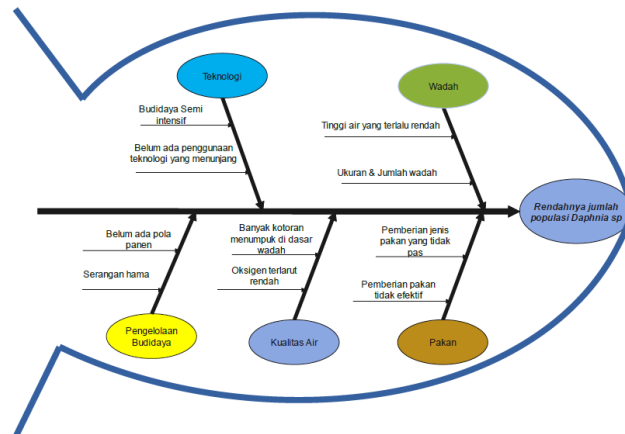 Teknologi
Wadah
Budidaya Semi
intensif
Belum ada penggunaan
teknologi yang menunjang
Tinggi air yang terlalu rendah
Ukuran & Jumlah wadah
Rendahnya jumlah
populasi Daphnia sp
Belum ada pola
panen
Serangan hama
Banyak kotoran
menumpuk di dasar
wadah
Oksigen terlarut
rendah
Pemberian jenis
pakan yang tidak
pas
Pemberian pakan
tidak efektif
Pengelolaan
Budidaya
Kualitas Air
Pakan